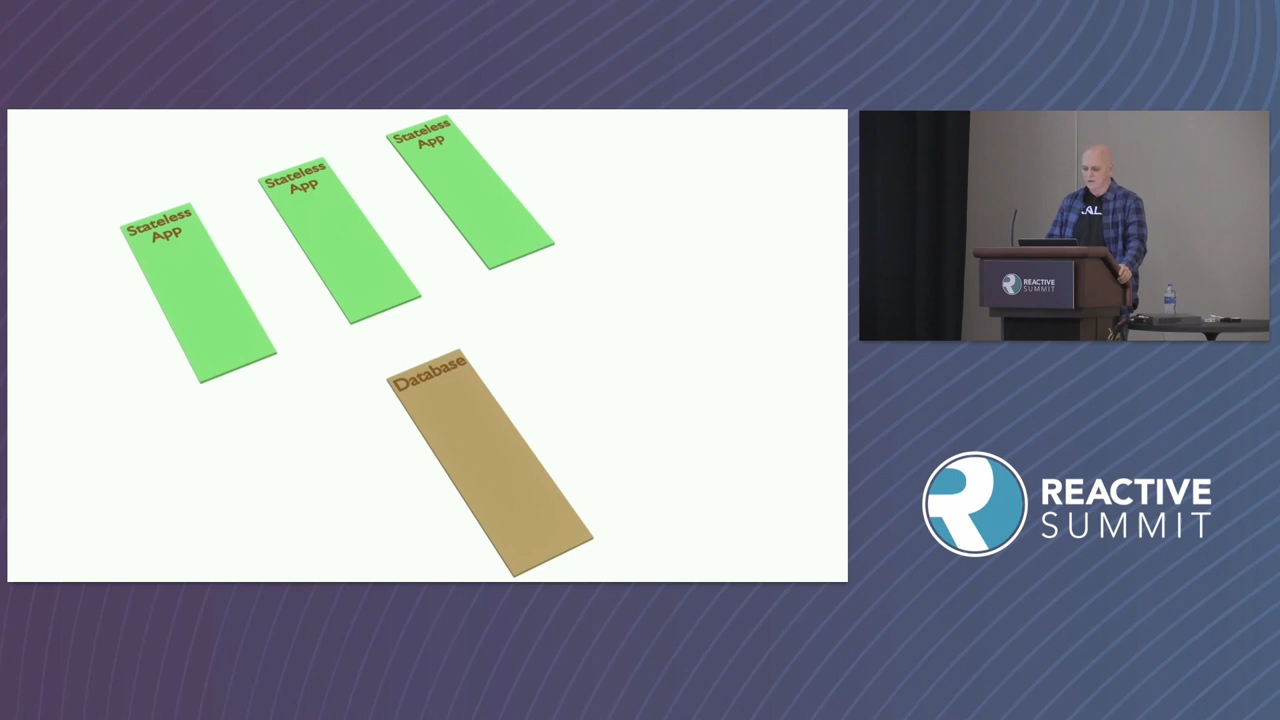 Stateless
App
Stateless
App
Stateless
App
Database
REACTIVE
SUMMIT
REACTIVE
SUMMIT